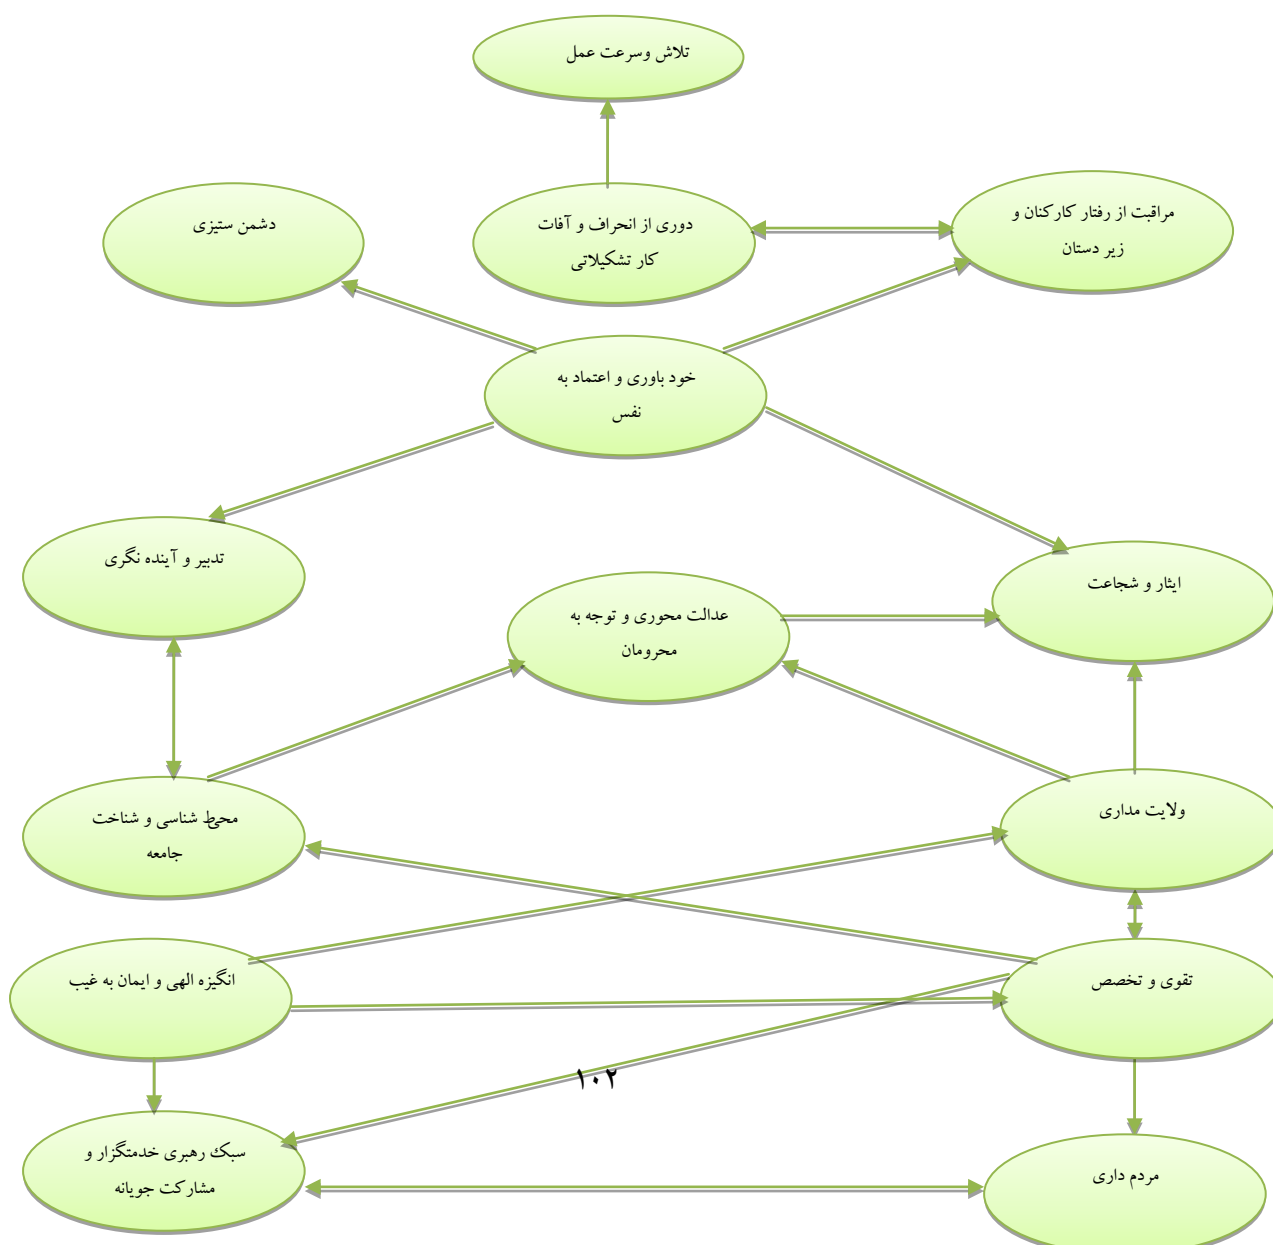 تلاش وسرعت عمل
مراقبت از رفتار کارکنان و
زیر دستان
دوری از انحراف و آفات
کار تشکیلاتی
دشمن ستیزی
خود باوری و اعتماد به
نفس
تدبیر و آینده نگری
ایثار و شجاعت
عدالت محوری و توجه به
محرومان
ولایت مداری
محیط شناسی و شناخت
جامعه
تقوی و تخصص
انگیزه الهی و ایمان به غیب
۱۰۲
مردم داری
سبک رهبری خدمتگزار و
مشارکت جویانه